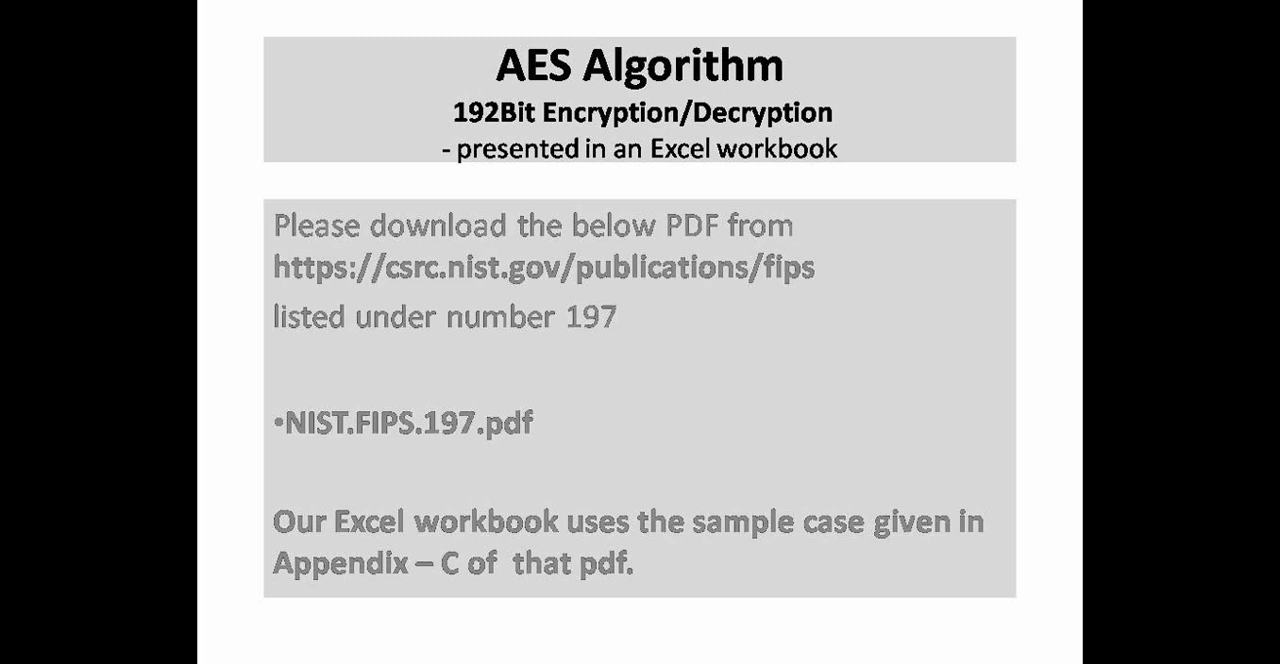 AES Algorithm
192Bit Encryption/Decryption
- presented in an Excel workbook
Please download the below PDF from
https://csrc.nist.gov/publications/fips
listed under number 197
•NIST.FIPS.197.pdf
Our Excel workbook uses the sample case given in
Appendix – C of that pdf.